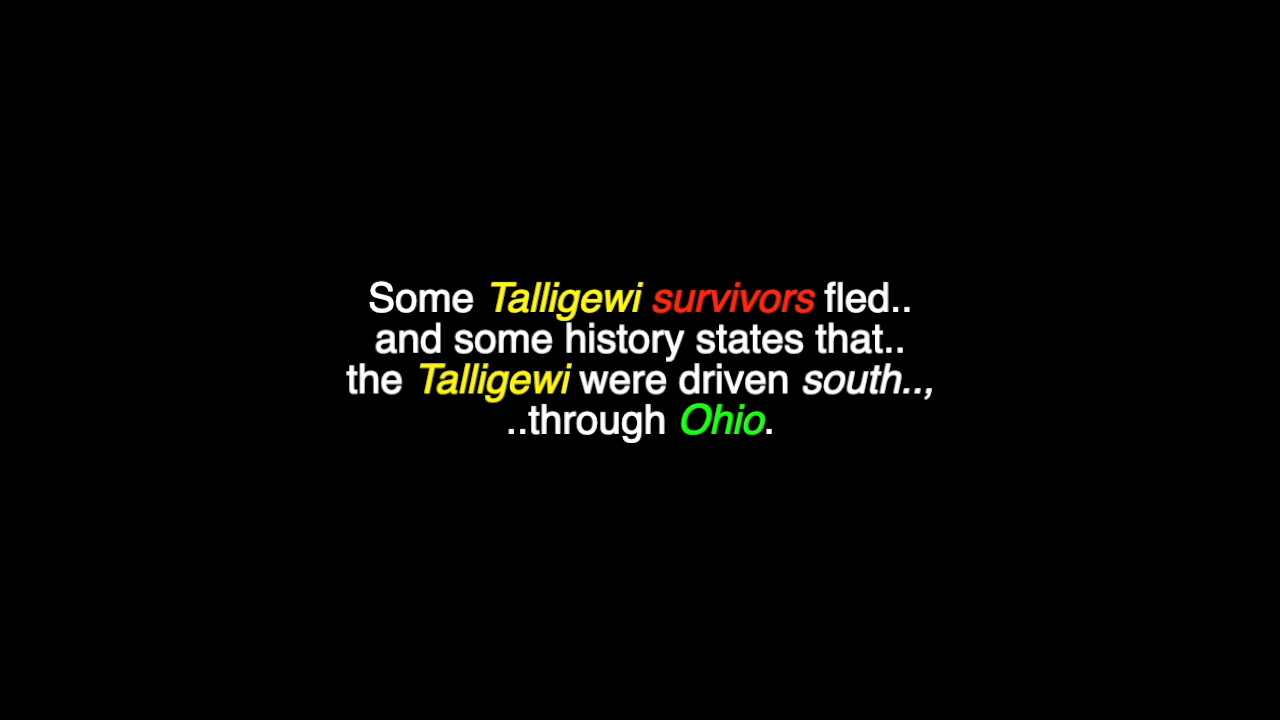 Some Talligewi survivors fled..
and some history states that..
the Talligewi were driven south..,
..through Ohio.